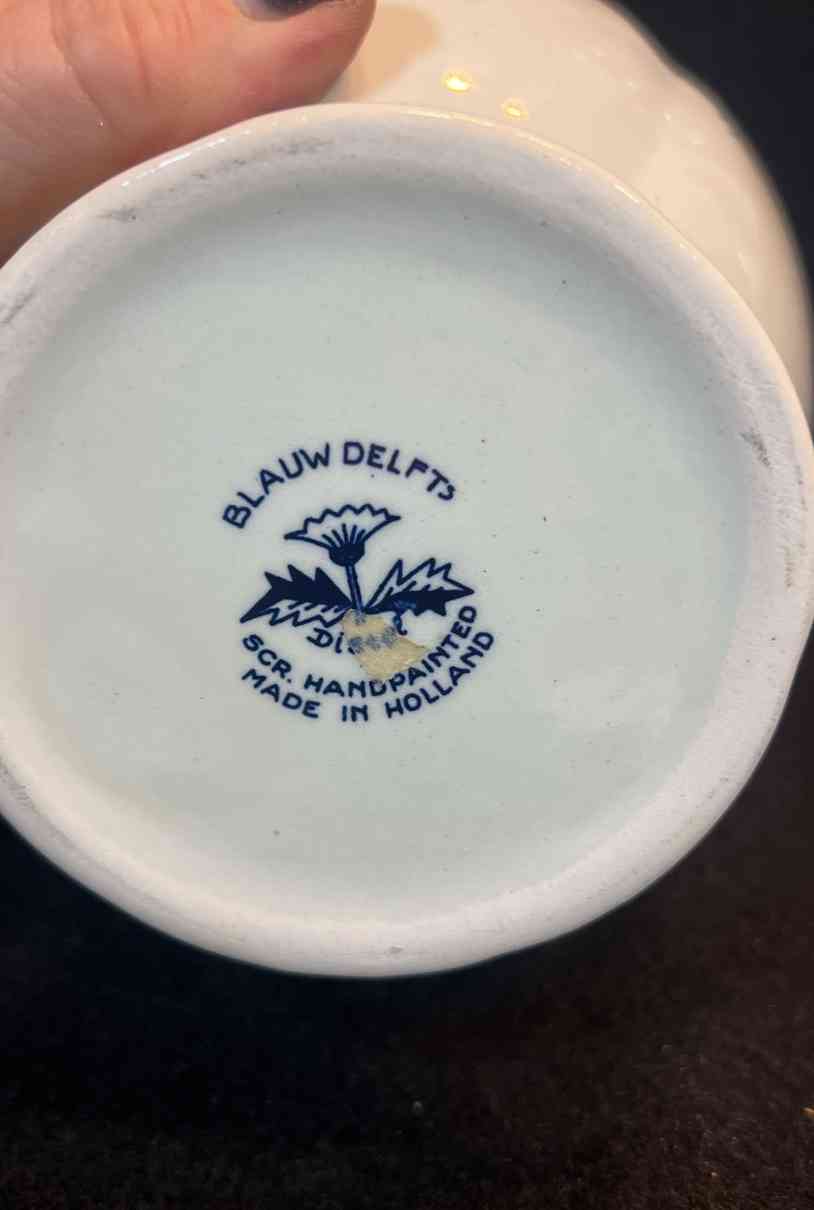 BLAUW DELFTS
SCR. HANDPAINTED
MADE IN HOLLAND